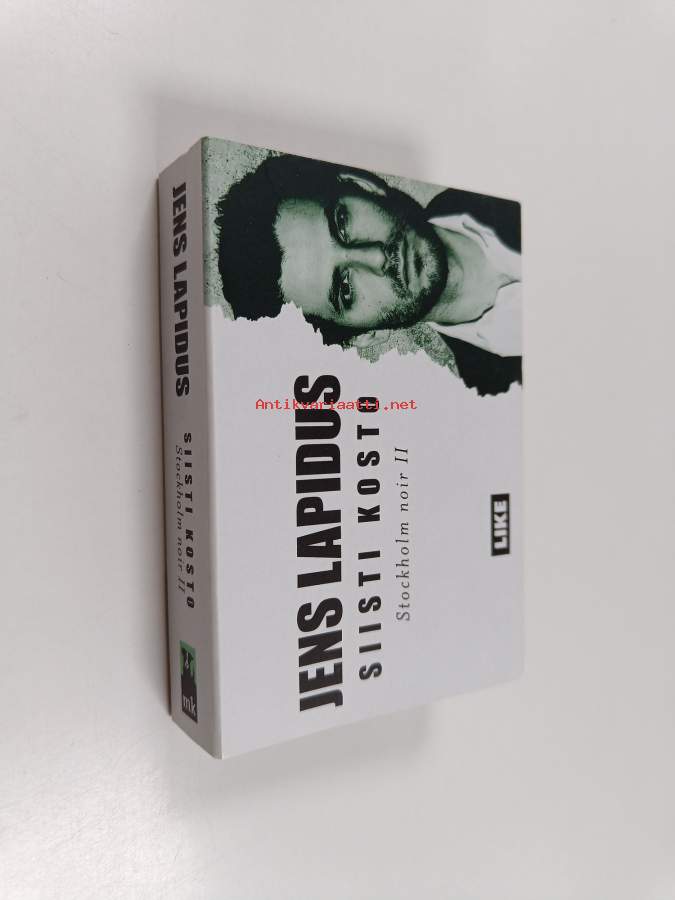 JENS LAPIDUS
SIISTI KOSTO
Stockholm noir II
LIKE
JENS LAPIDUS
SIISTI KOSTO
Stockholm noir II
mk
Antikvariaatti.net